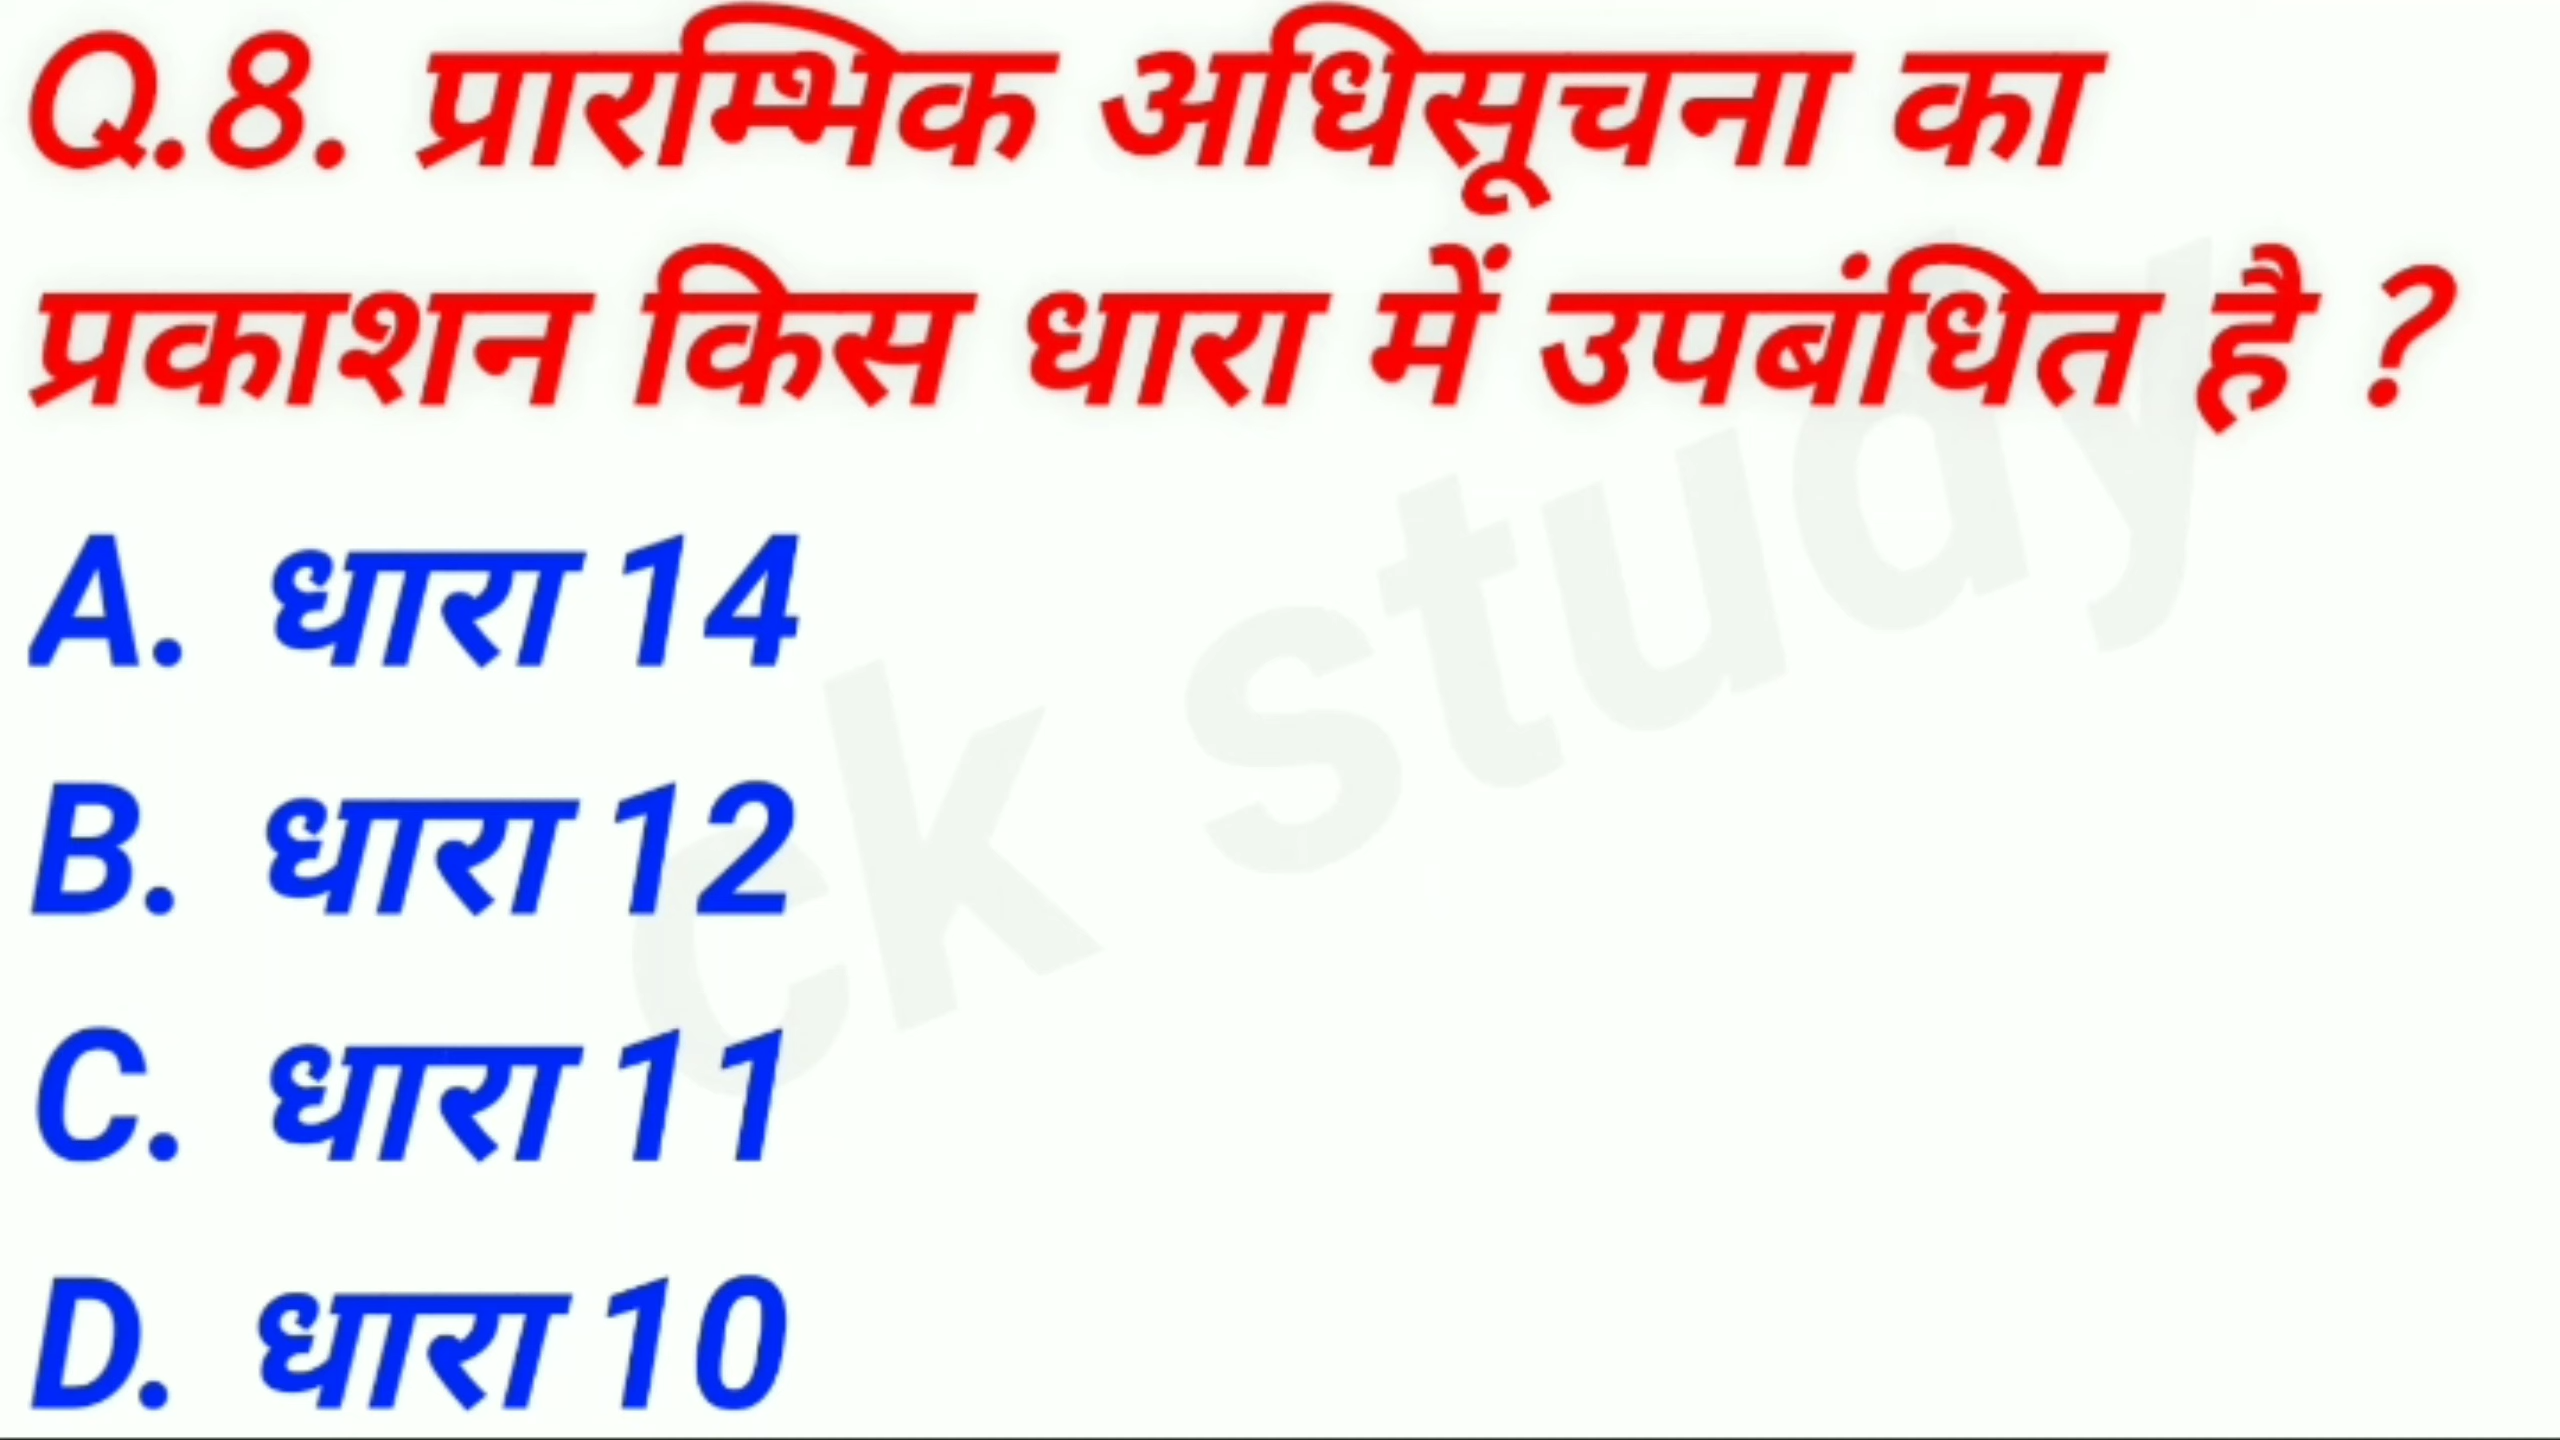 Q.8. प्रारम्भिक अधिसूचना का
प्रकाशन किस धारा में उपबंधित है ?
A. धारा 14
B. धारा 12
C. धारा 11
D. धारा 10
ck study